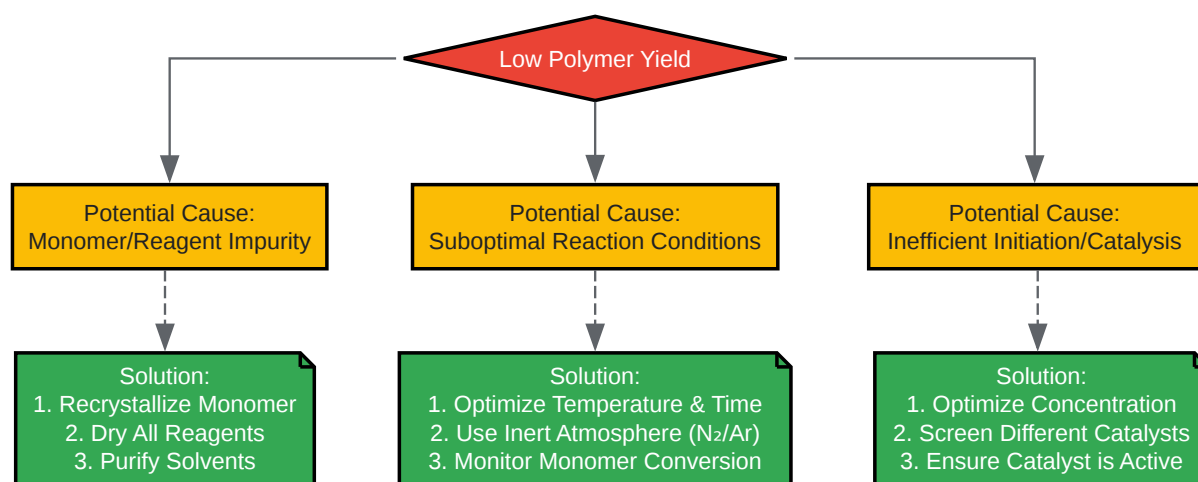 Low Polymer Yield
Potential Cause:
Monomer/Reagent Impurity
Potential Cause:
Suboptimal Reaction Conditions
Potential Cause:
Inefficient Initiation/Catalysis
Solution:
1. Recrystallize Monomer
2. Dry All Reagents
3. Purify Solvents
Solution:
1. Optimize Temperature & Time
2. Use Inert Atmosphere (N₂/Ar)
3. Monitor Monomer Conversion
Solution:
1. Optimize Concentration
2. Screen Different Catalysts
3. Ensure Catalyst is Active